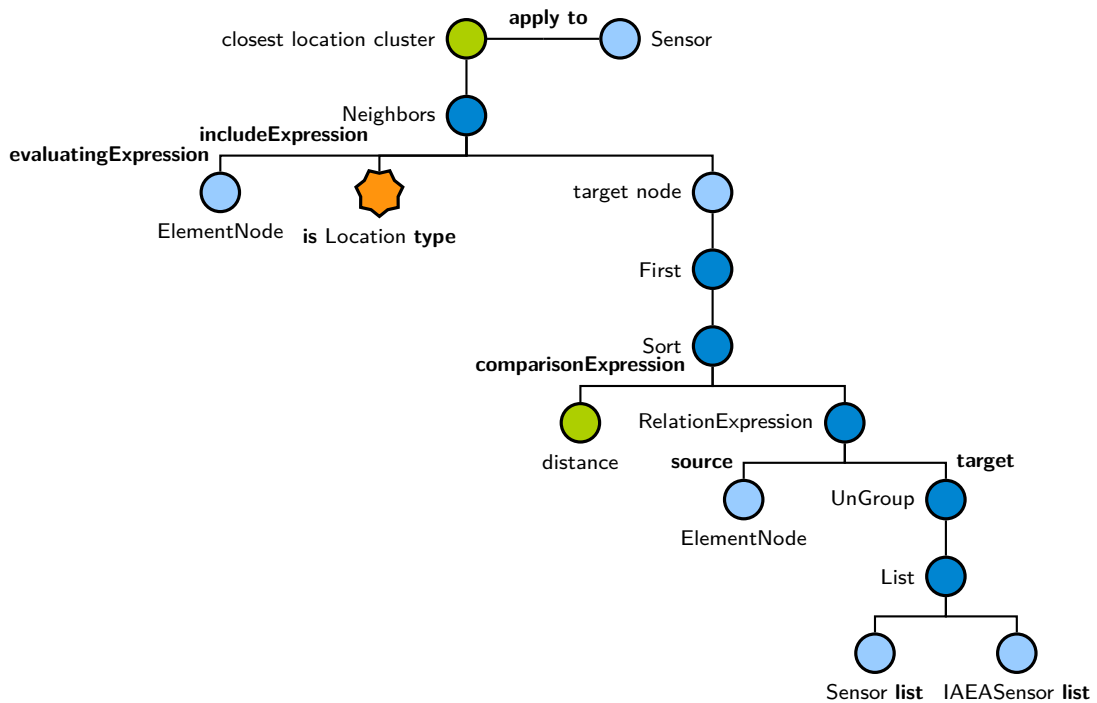 apply to
closest location cluster
Sensor
Neighbors
includeExpression
evaluatingExpression
target node
ElementNode
is Location type
First
Sort
comparisonExpression
RelationExpression
distance
source
target
UnGroup
ElementNode
List
Sensor list
IAEASensor list